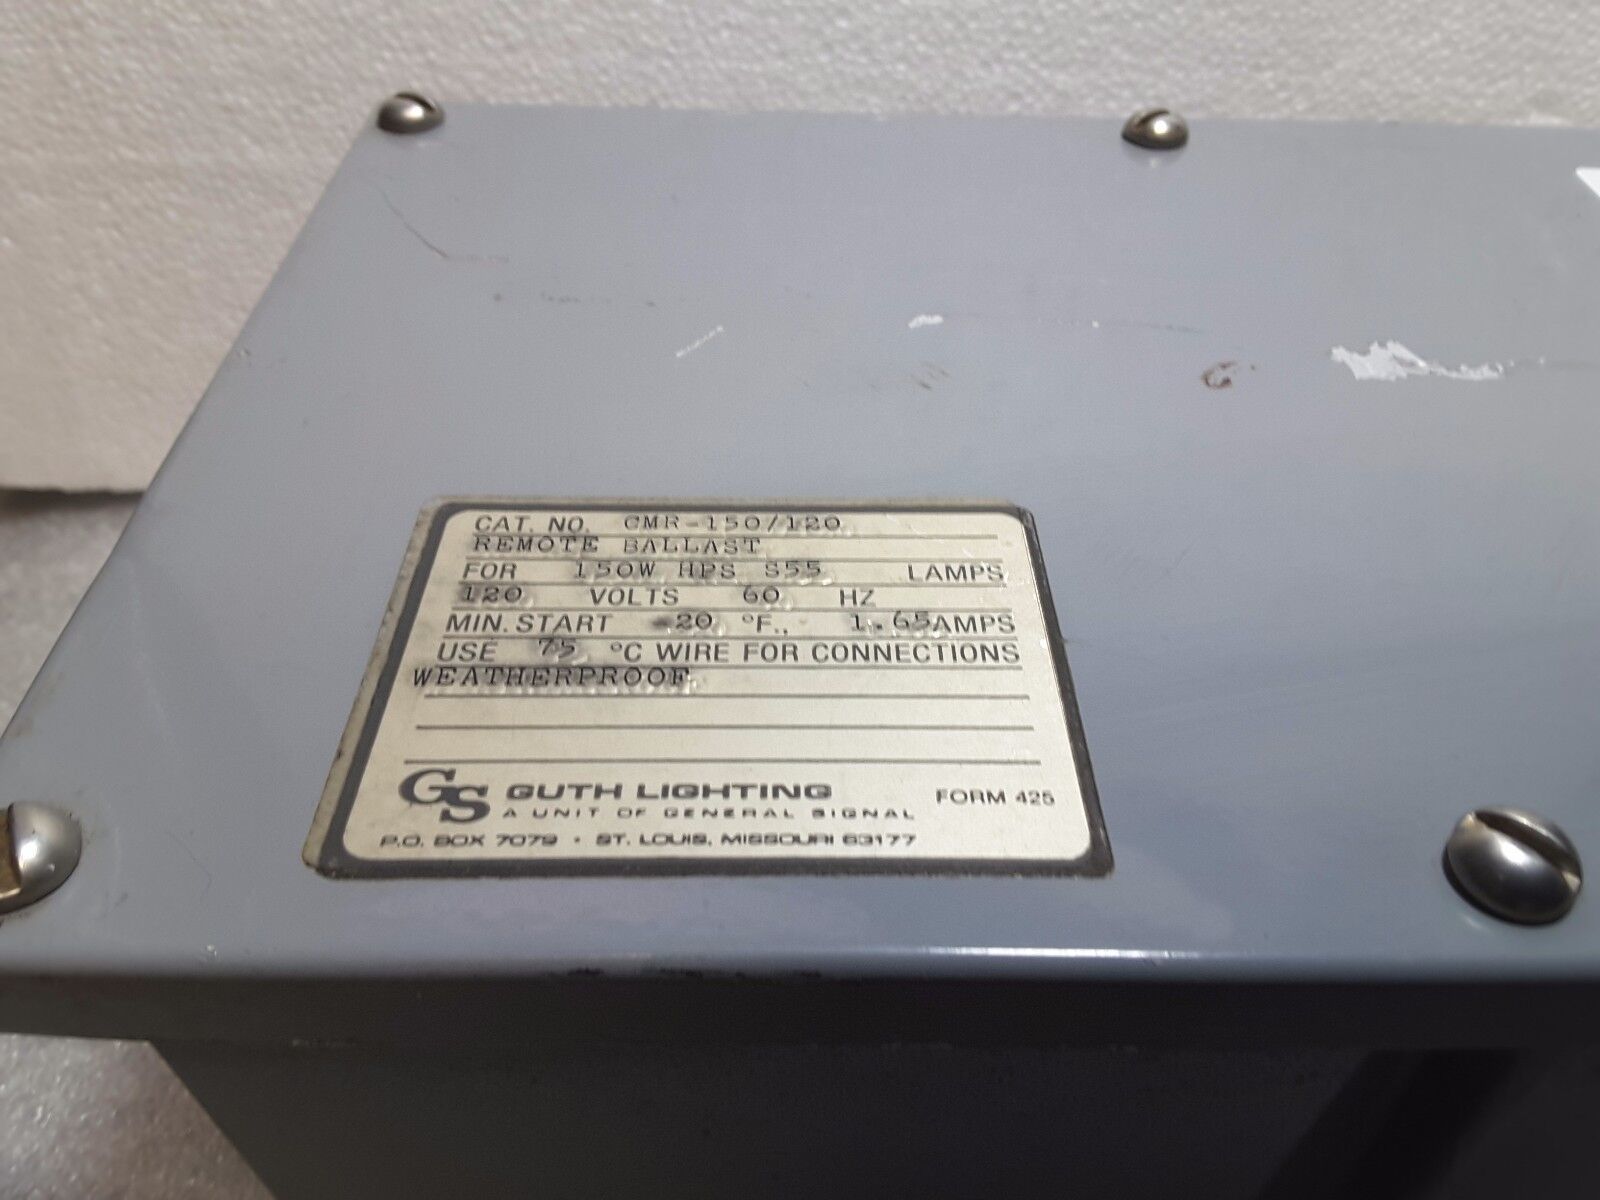 CAT. NO. CMR-150/120
REMOTE BALLAST
FOR 150W HPS S55 LAMPS
120 VOLTS 60 HZ
MIN. START -20 °F., 1.65 AMPS
USE 75 °C WIRE FOR CONNECTIONS
WEATHERPROOF
GS GUTH LIGHTING FORM 425
A UNIT OF GENERAL SIGNAL
P.O. BOX 7079 • ST. LOUIS, MISSOURI 63177